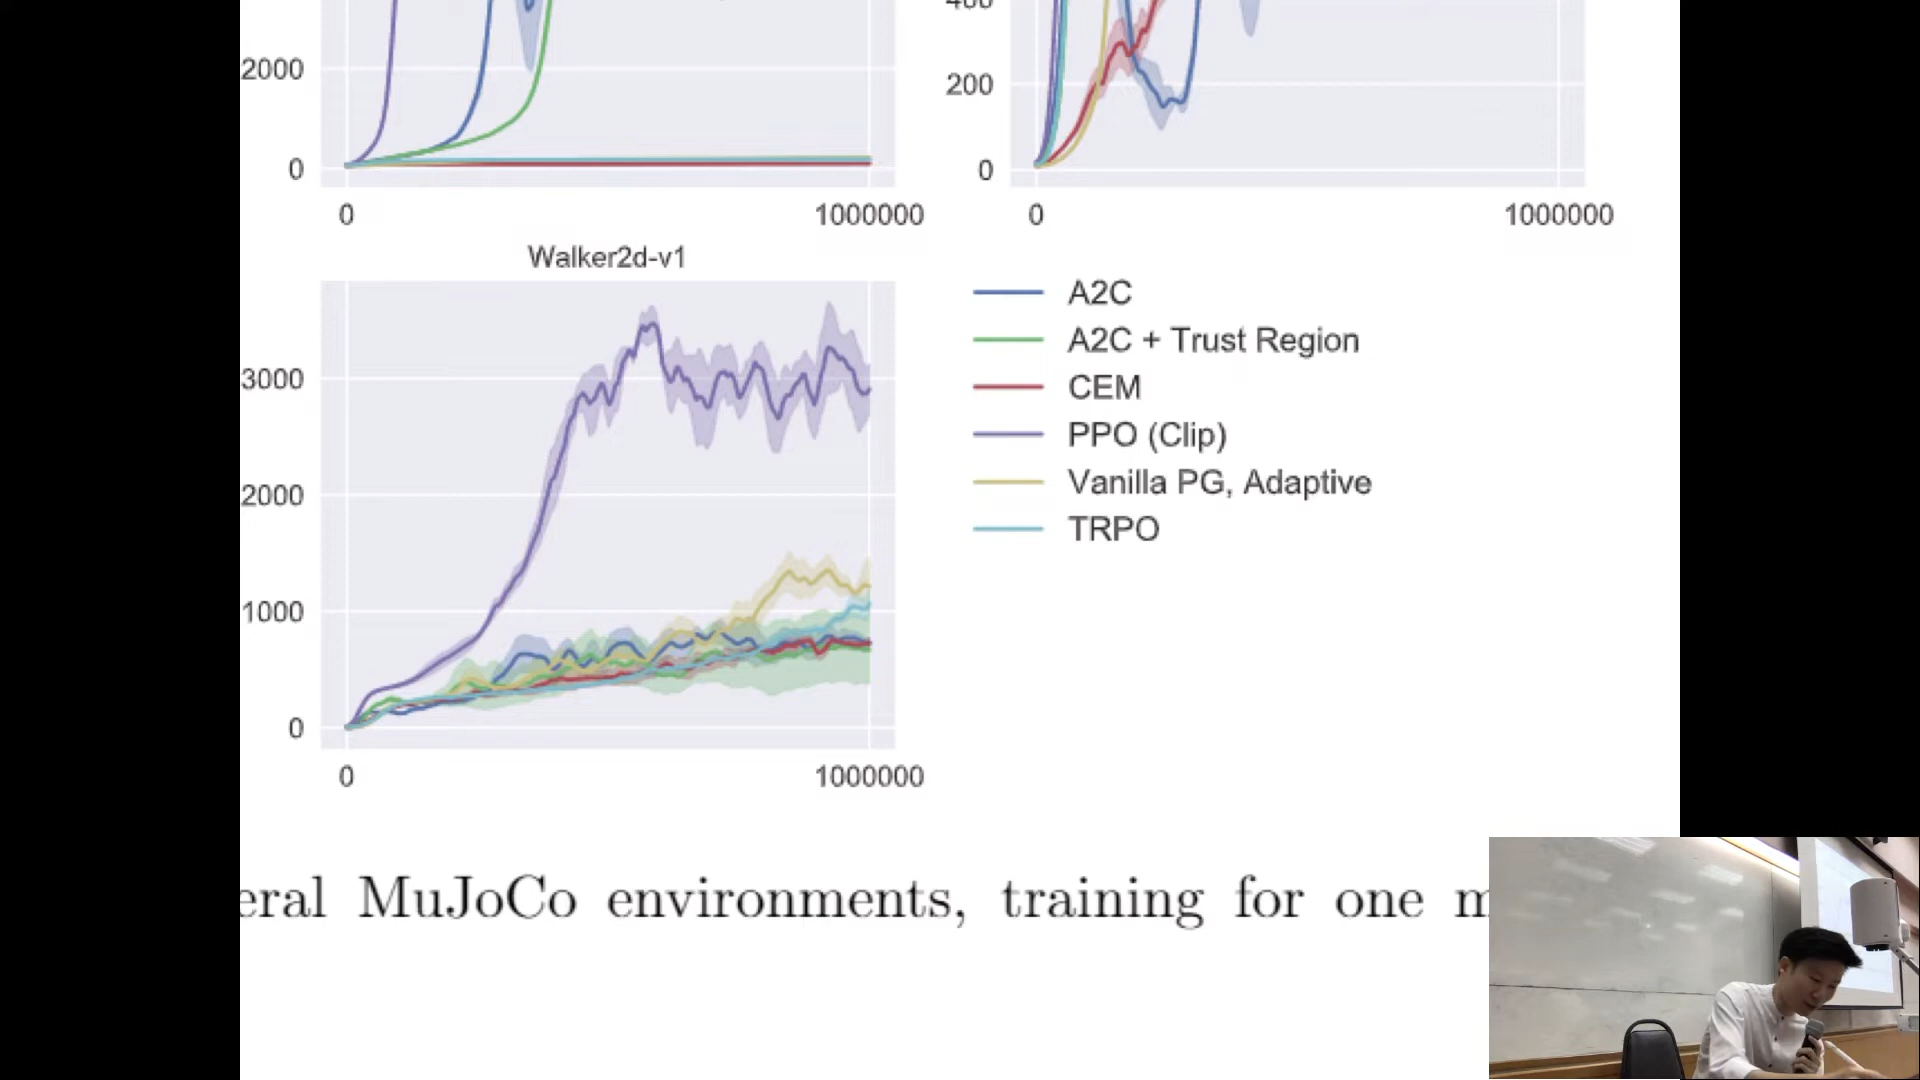 2000
0
0 1000000
400
200
0
0 1000000
Walker2d-v1
3000
2000
1000
0
0 1000000
A2C
A2C + Trust Region
CEM
PPO (Clip)
Vanilla PG, Adaptive
TRPO
eral MuJoCo environments, training for one m